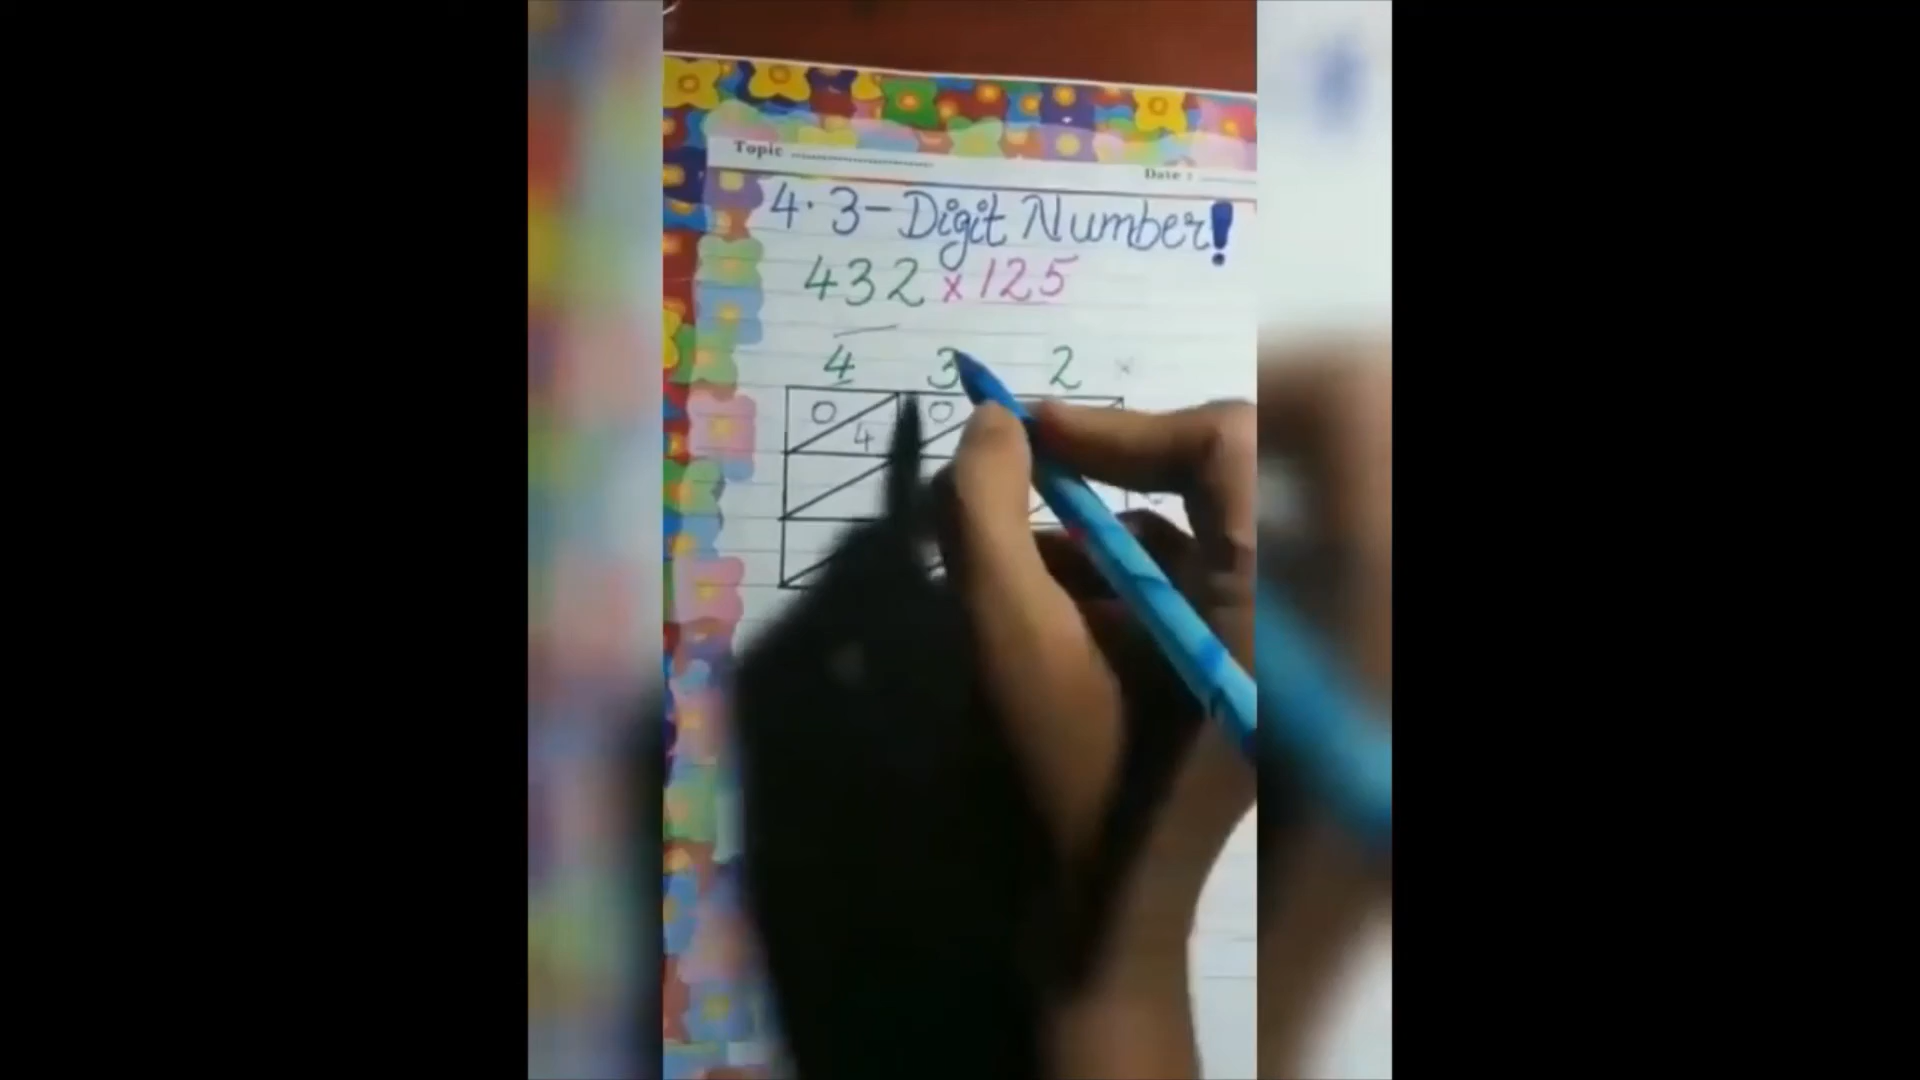 Topic
Date :
4. 3-Digit Number!
432 x 125
4 3 2 x
0 4 0